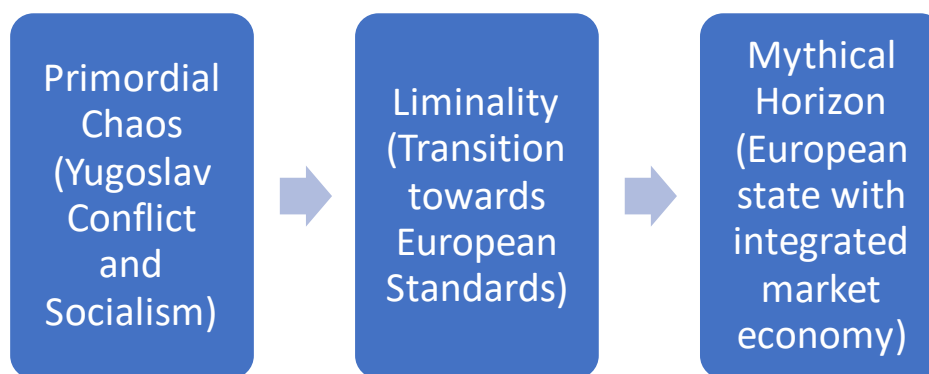 Primordial
Chaos
(Yugoslav
Conflict
and
Socialism)
Liminality
(Transition
towards
European
Standards)
Mythical
Horizon
(European
state with
integrated
market
economy)